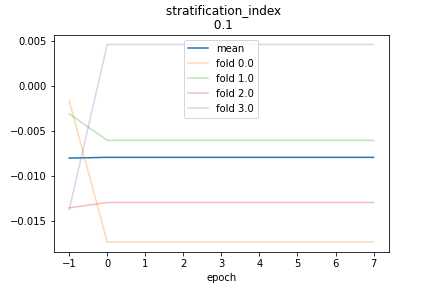 stratification_index
0.1
0.005
0.000
−0.005
−0.010
−0.015
mean
fold 0.0
fold 1.0
fold 2.0
fold 3.0
−1 0 1 2 3 4 5 6 7
epoch